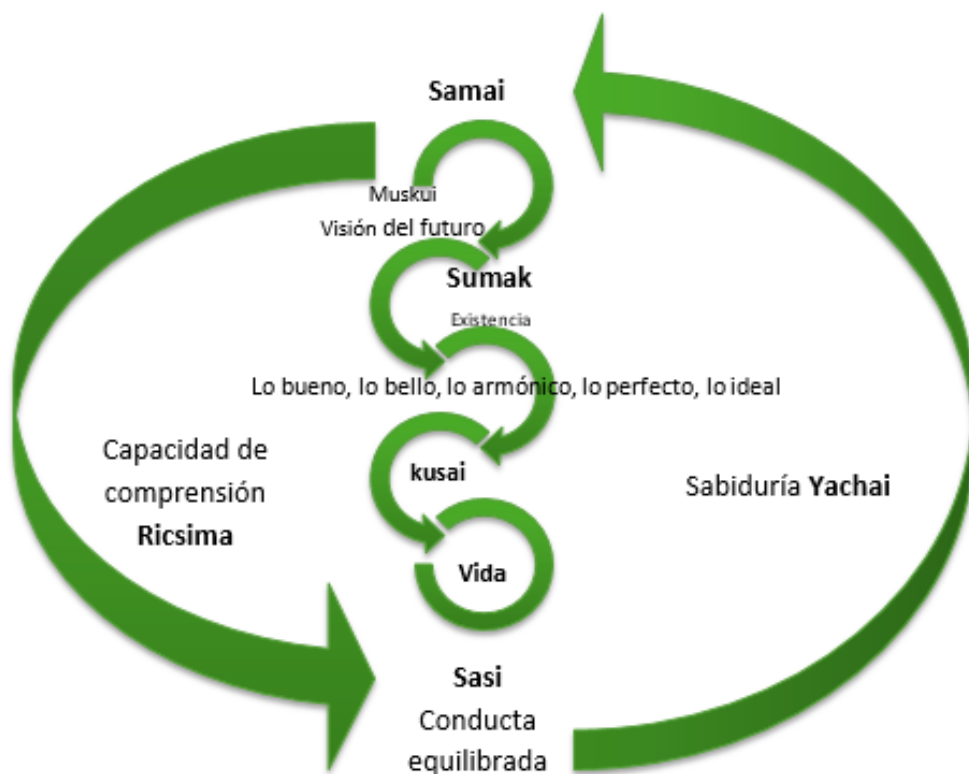 Samai
Muskui
Visión del futuro
Sumak
Existencia
Lo bueno, lo bello, lo armónico, lo perfecto, lo ideal
Capacidad de
comprensión
Ricsima
kusai
Sabiduría Yachai
Vida
Sasi
Conducta
equilibrada